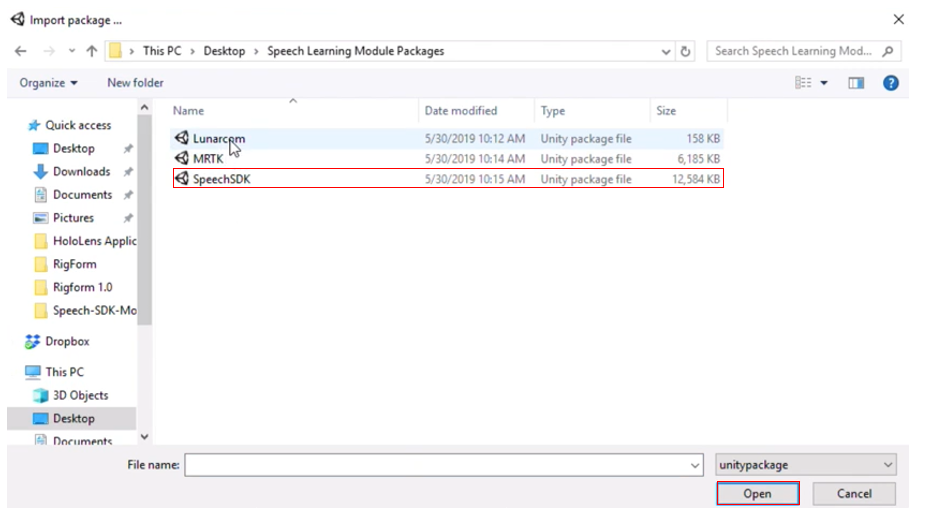 Import package ...
This PC > Desktop > Speech Learning Module Packages
Search Speech Learning Mod...
Organize
New folder
Name
Date modified
Type
Size
Quick access
Desktop
Downloads
Documents
Pictures
HoloLens Applic
RigForm
Rigform 1.0
Speech-SDK-Mo
Dropbox
This PC
3D Objects
Desktop
Documents
Lunarcom 5/30/2019 10:12 AM Unity package file 158 KB
MRTK 5/30/2019 10:14 AM Unity package file 6,185 KB
SpeechSDK 5/30/2019 10:15 AM Unity package file 12,584 KB
File name:
unitypackage
Open
Cancel